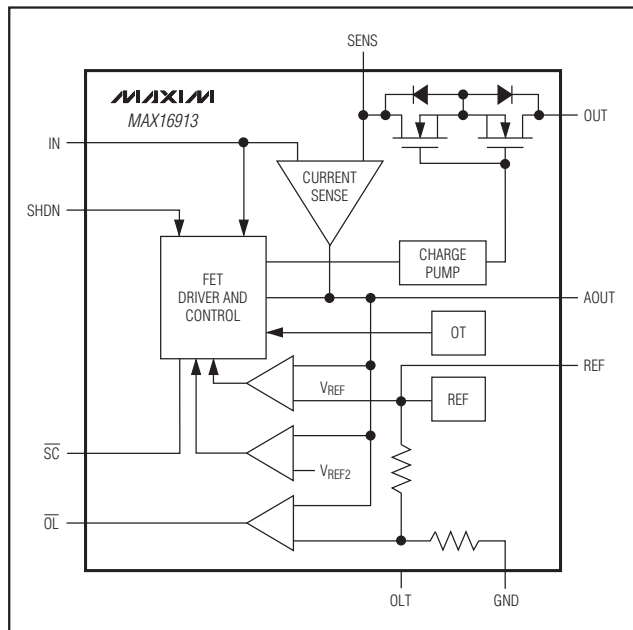 SENS
MAXIM
MAX16913
OUT
IN
CURRENT
SENSE
SHDN
CHARGE
PUMP
FET
DRIVER AND
CONTROL
AOUT
OT
REF
VREF
REF
SC
VREF2
OL
OLT
GND